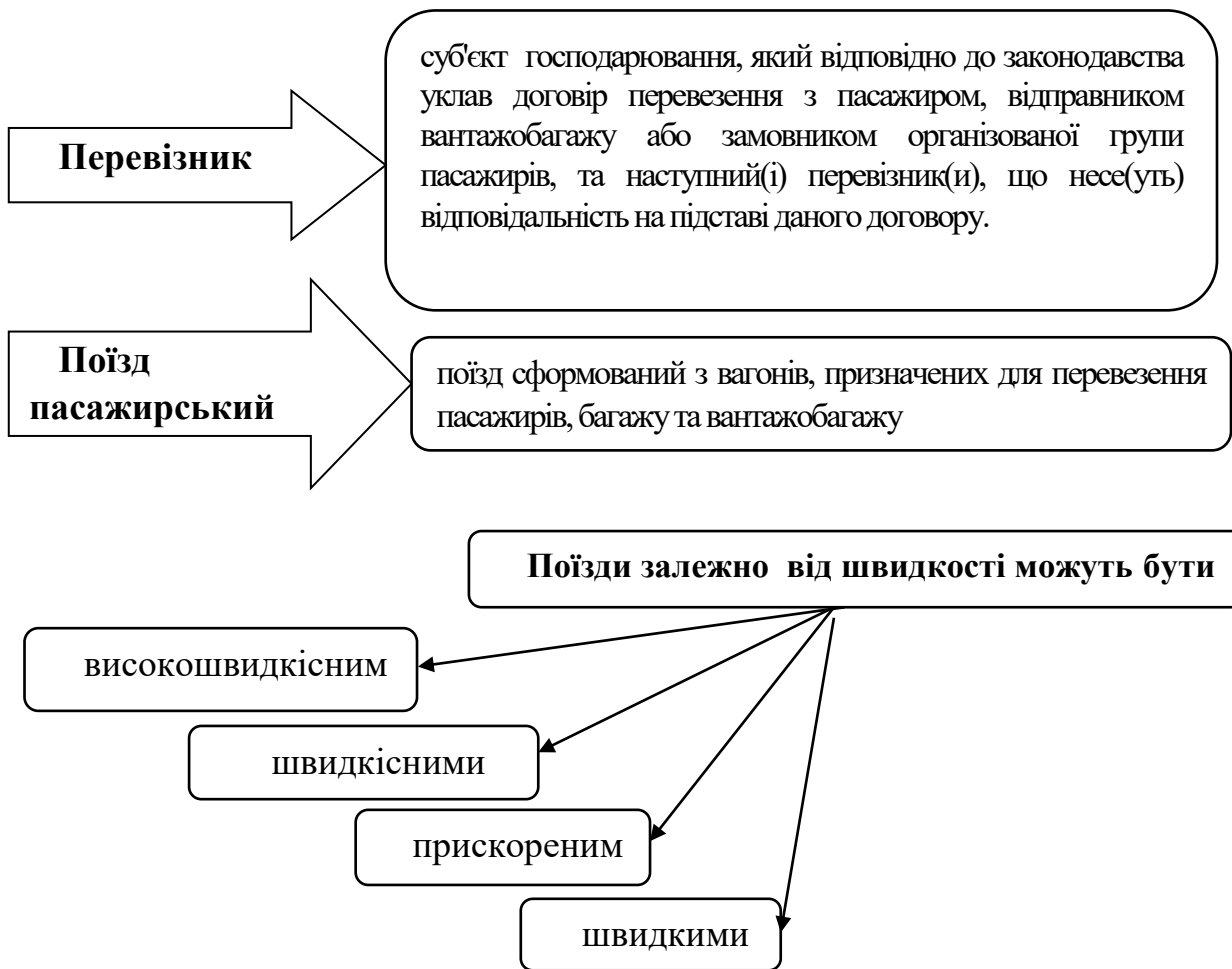 Перевізник
суб'єкт господарювання, який відповідно до законодавства
уклав договір перевезення з пасажиром, відправником
вантажобагажу або замовником організованої групи
пасажирів, та наступний(і) перевізник(и), що несе(уть)
відповідальність на підставі даного договору.
Поїзд
пасажирський
поїзд сформований з вагонів, призначених для перевезення
пасажирів, багажу та вантажобагажу
Поїзди залежно від швидкості можуть бути
високошвидкісним
швидкісними
прискореним
швидкими